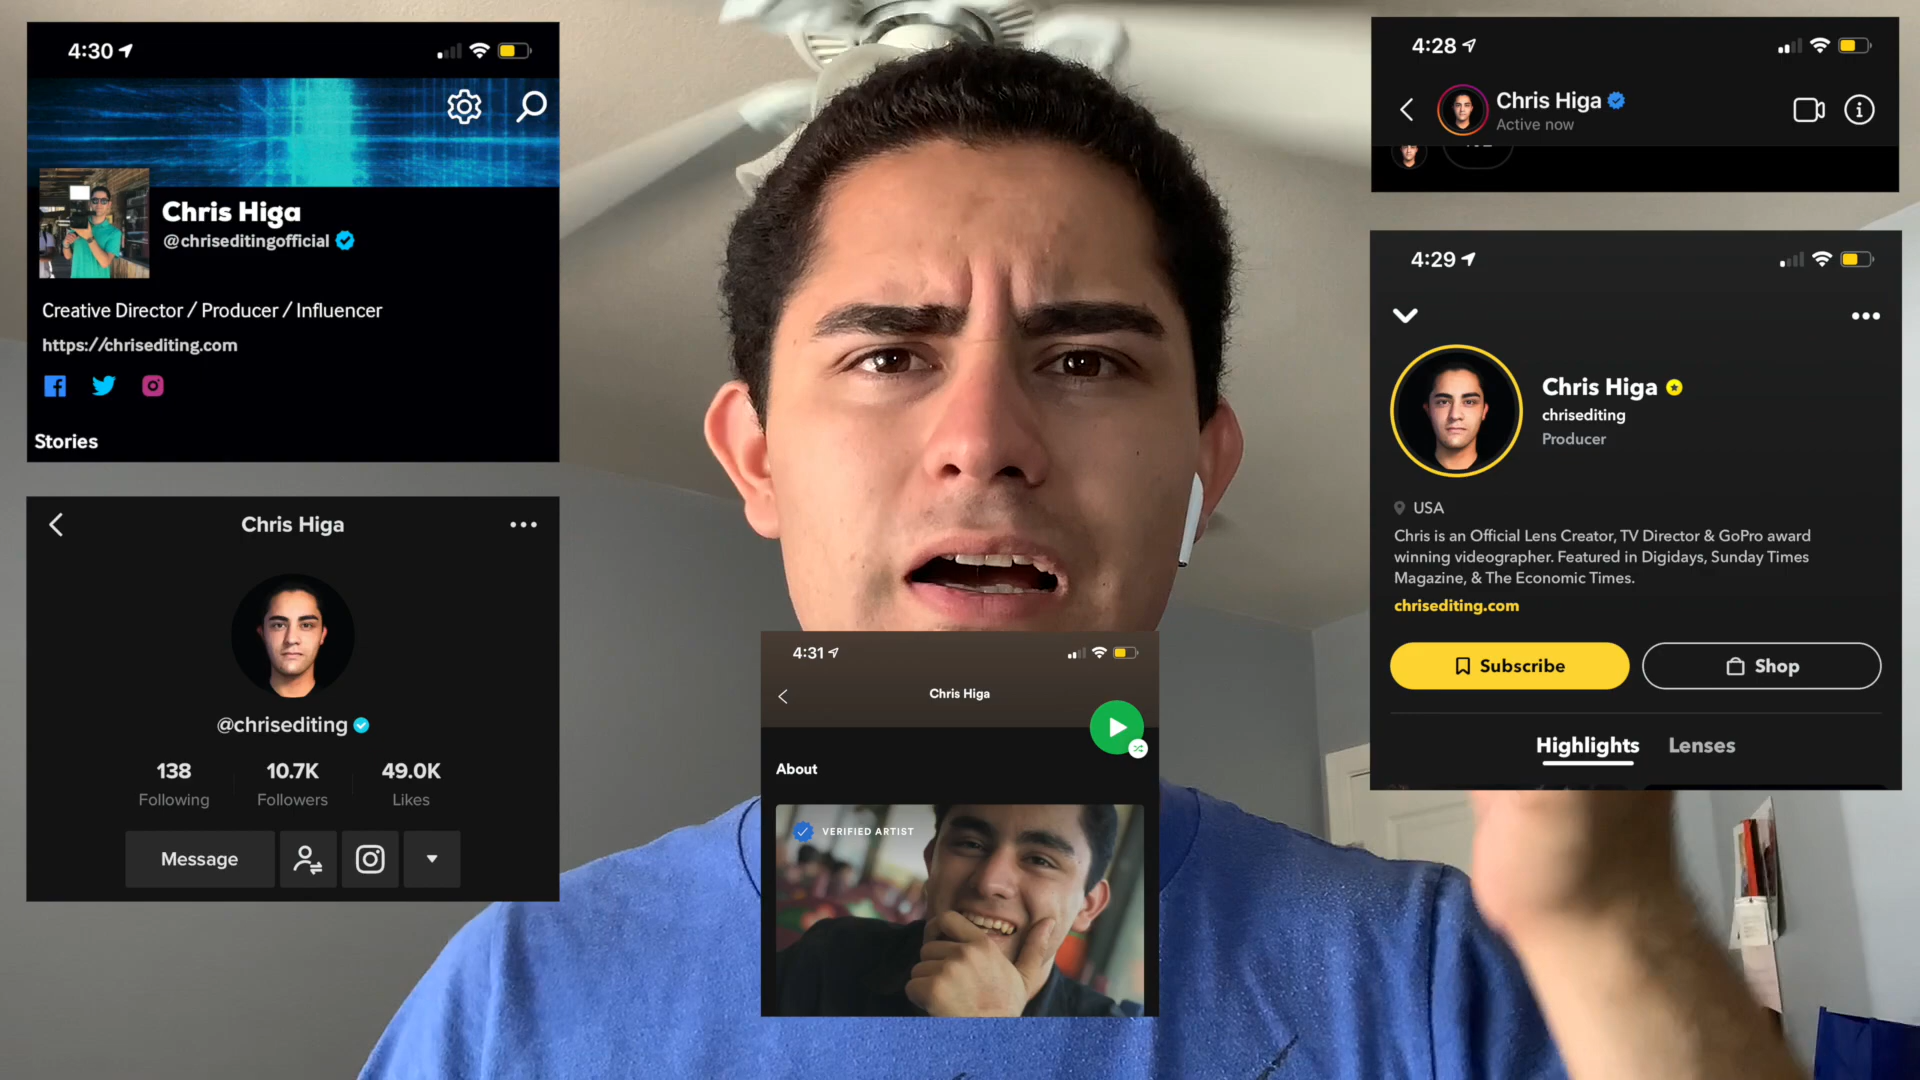 4:30
Chris Higa
@chriseditingofficial
Creative Director / Producer / Influencer
https://chrisediting.com
Stories
Chris Higa
@chrisediting
138
10.7K
49.0K
Following
Followers
Likes
Message
4:31
Chris Higa
About
VERIFIED ARTIST
4:28
Chris Higa
Active now
4:29
Chris Higa
chrisediting
Producer
USA
Chris is an Official Lens Creator, TV Director & GoPro award
winning videographer. Featured in Digidays, Sunday Times
Magazine, & The Economic Times.
chrisediting.com
Subscribe
Shop
Highlights
Lenses